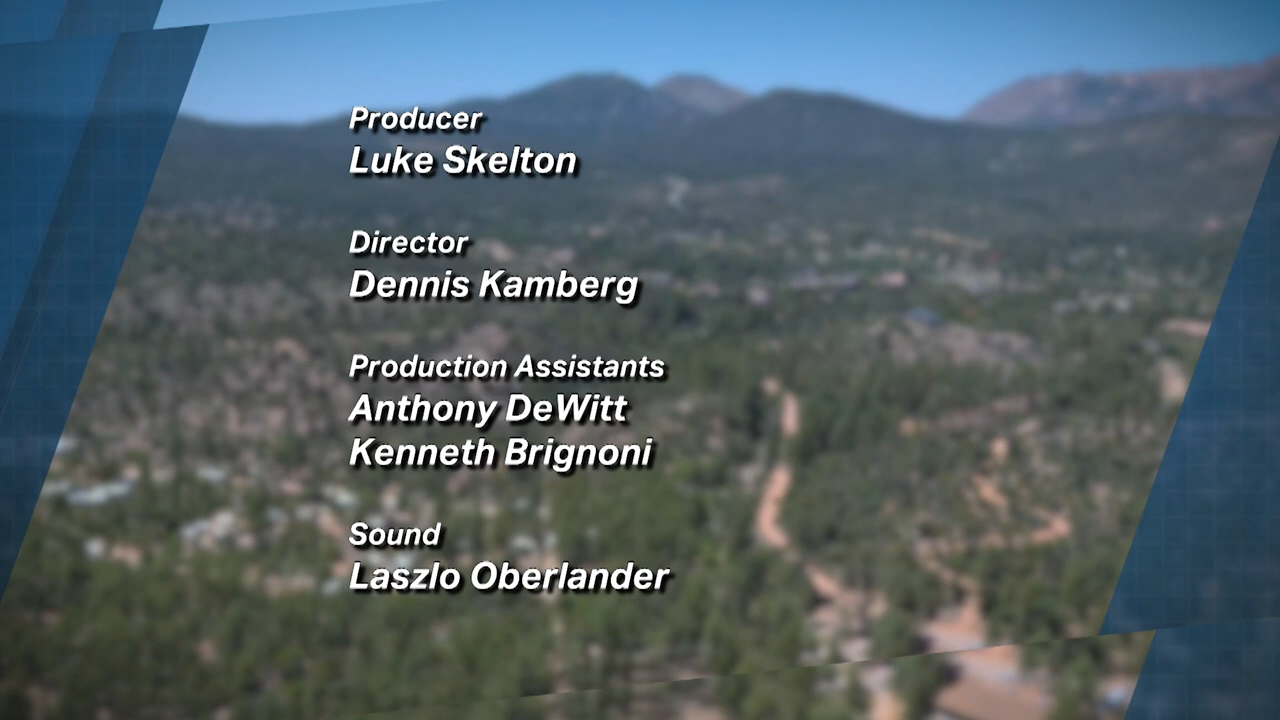 Producer
Luke Skelton
Director
Dennis Kamberg
Production Assistants
Anthony DeWitt
Kenneth Brignoni
Sound
Laszlo Oberlander